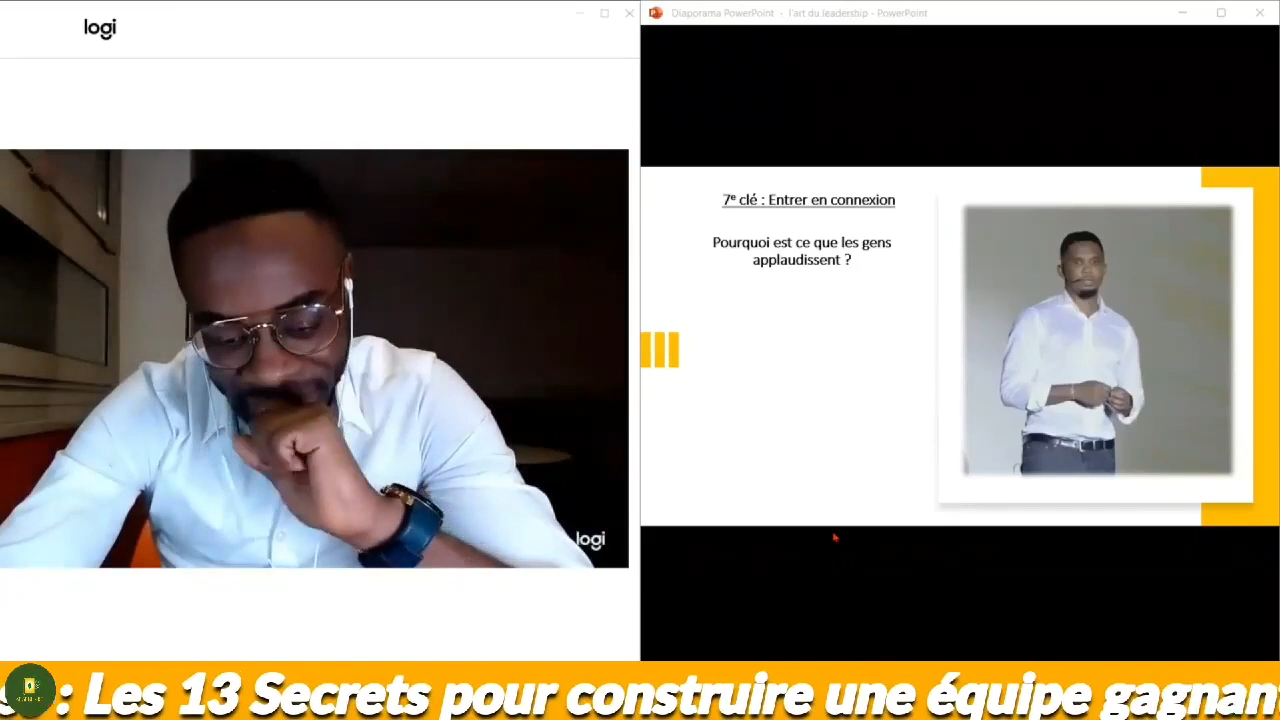 logi
Diaporama PowerPoint - l'art du leadership - PowerPoint
7e clé : Entrer en connexion
Pourquoi est ce que les gens
applaudissent ?
logi
: Les 13 Secrets pour construire une équipe gagnan